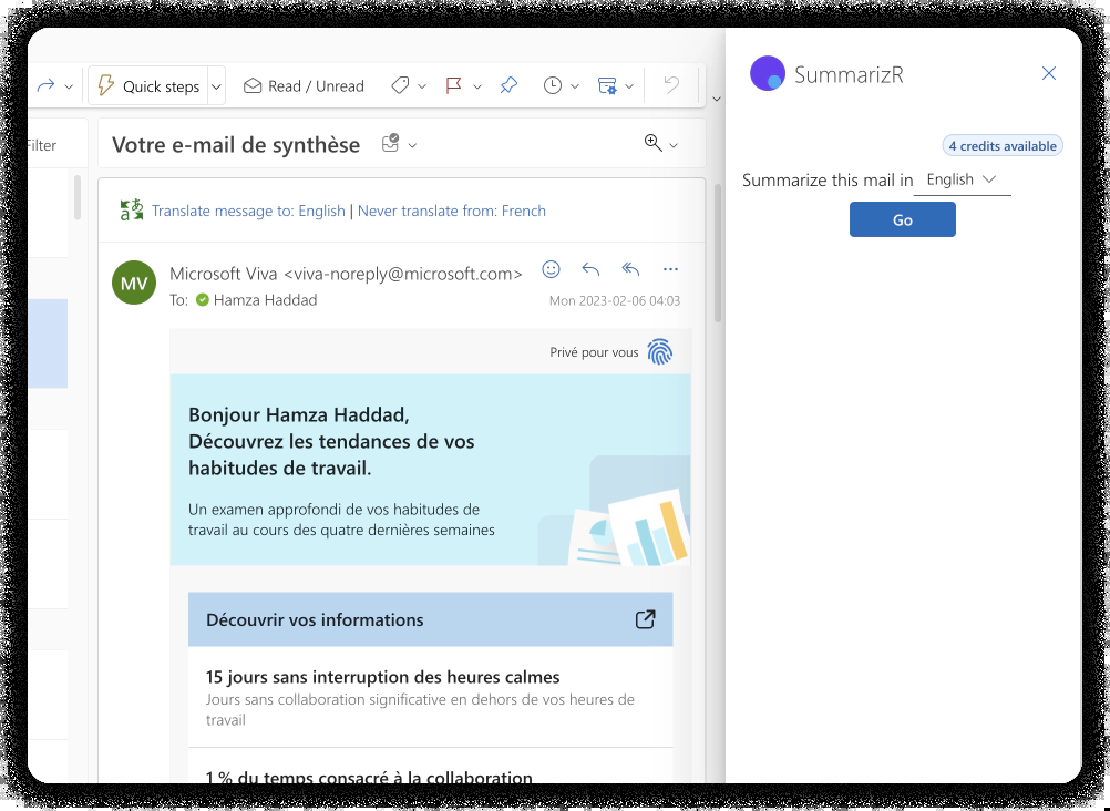 Quick steps
Read / Unread
Filter
Votre e-mail de synthèse
Translate message to: English | Never translate from: French
MV
Microsoft Viva <viva-noreply@microsoft.com>
To: Hamza Haddad
Mon 2023-02-06 04:03
Privé pour vous
Bonjour Hamza Haddad,
Découvrez les tendances de vos
habitudes de travail.
Un examen approfondi de vos habitudes de
travail au cours des quatre dernières semaines
Découvrir vos informations
15 jours sans interruption des heures calmes
Jours sans collaboration significative en dehors de vos heures de
travail
1 % du temps consacré à la collaboration
SummarizR
4 credits available
Summarize this mail in English
Go